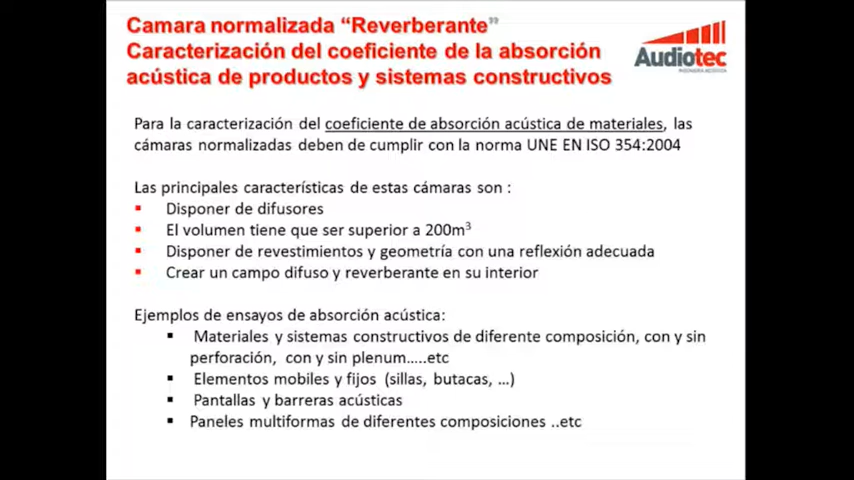 Camara normalizada “Reverberante”
Caracterización del coeficiente de la absorción
acústica de productos y sistemas constructivos
Audiotec
INGENIERÍA ACÚSTICA
Para la caracterización del coeficiente de absorción acústica de materiales, las
cámaras normalizadas deben de cumplir con la norma UNE EN ISO 354:2004
Las principales características de estas cámaras son :
▪ Disponer de difusores
▪ El volumen tiene que ser superior a 200m³
▪ Disponer de revestimientos y geometría con una reflexión adecuada
▪ Crear un campo difuso y reverberante en su interior
Ejemplos de ensayos de absorción acústica:
▪ Materiales y sistemas constructivos de diferente composición, con y sin
perforación, con y sin plenum.....etc
▪ Elementos mobiles y fijos (sillas, butacas, ...)
▪ Pantallas y barreras acústicas
▪ Paneles multiformas de diferentes composiciones ..etc